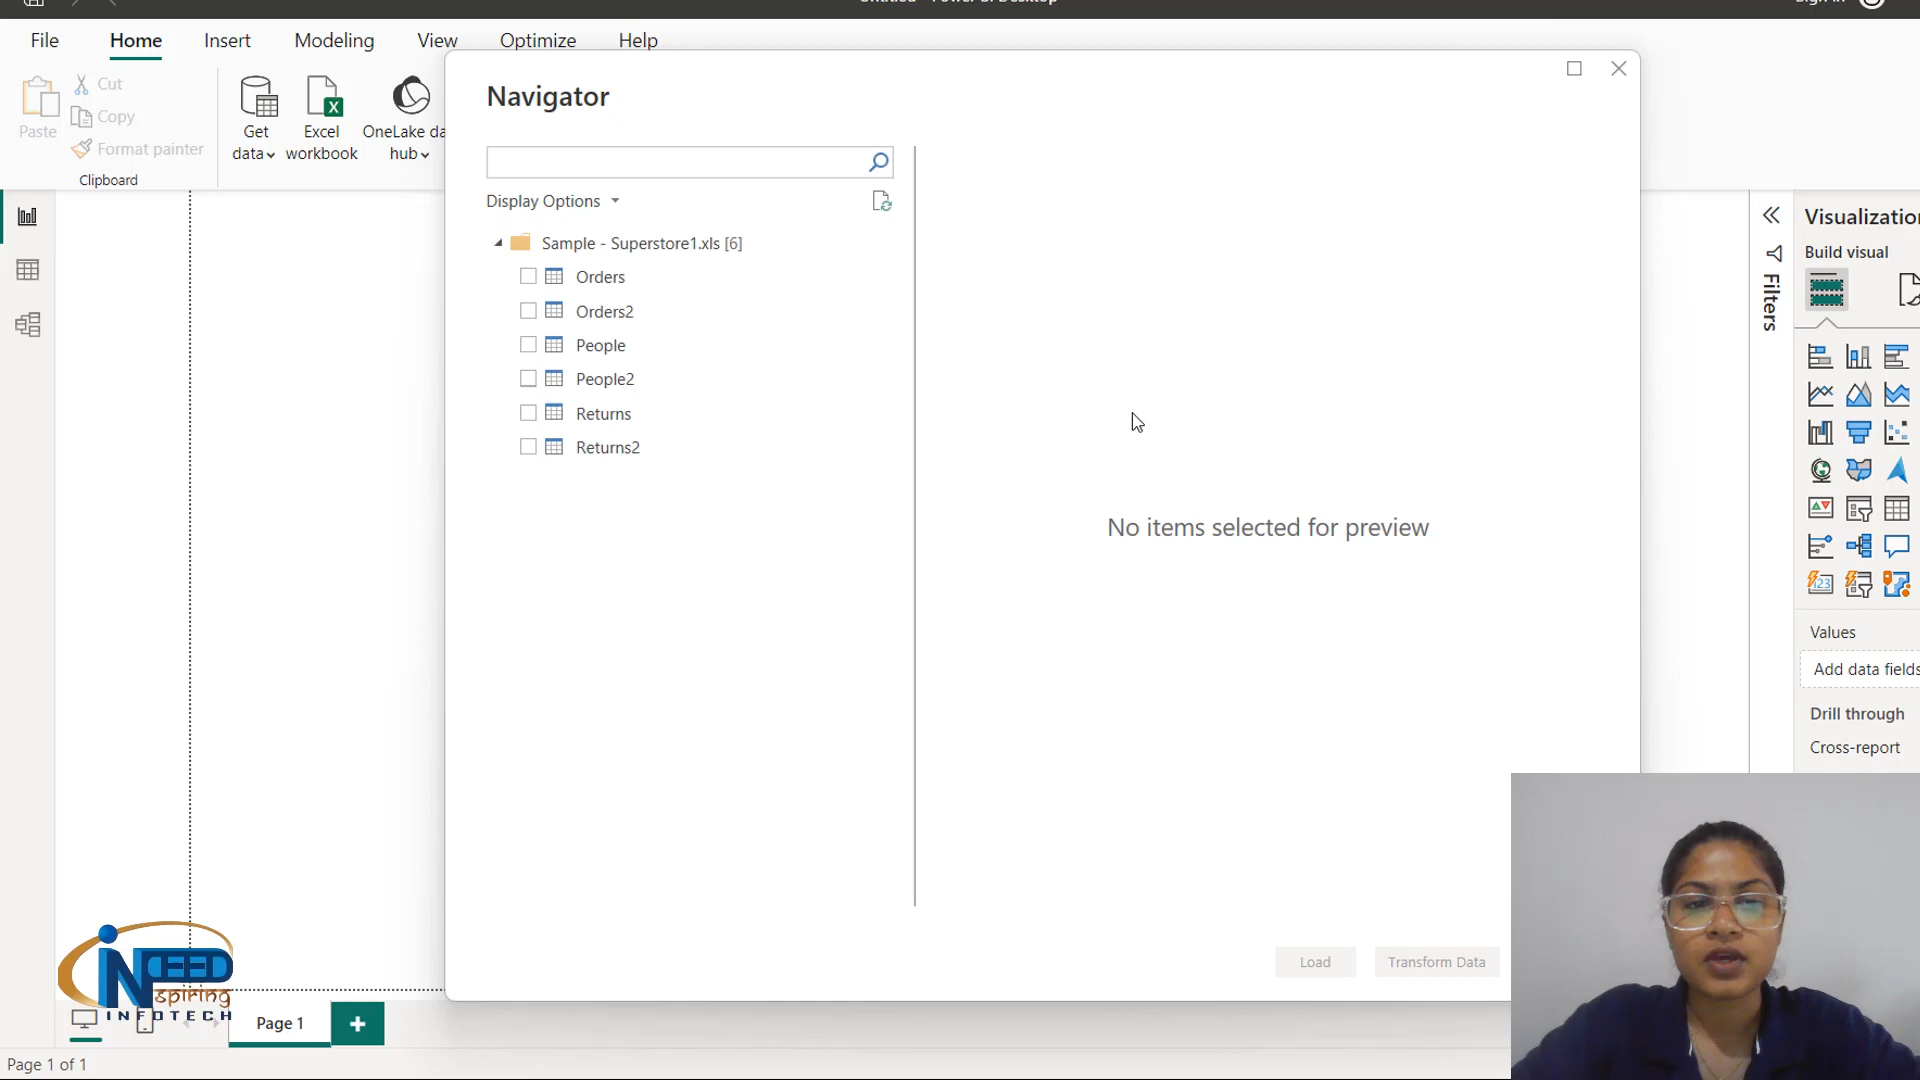 File Home Insert Modeling View Optimize Help
Paste
Cut
Copy
Format painter
Clipboard
Get data
Excel workbook
OneLake da
hub
Navigator
Display Options
Sample - Superstore1.xls [6]
Orders
Orders2
People
People2
Returns
Returns2
No items selected for preview
Load
Transform Data
Filters
Visualizatio
Build visual
123
Values
Add data fields
Drill through
Cross-report
iNDEED
Nspiring
INFOTECH
Page 1
Page 1 of 1